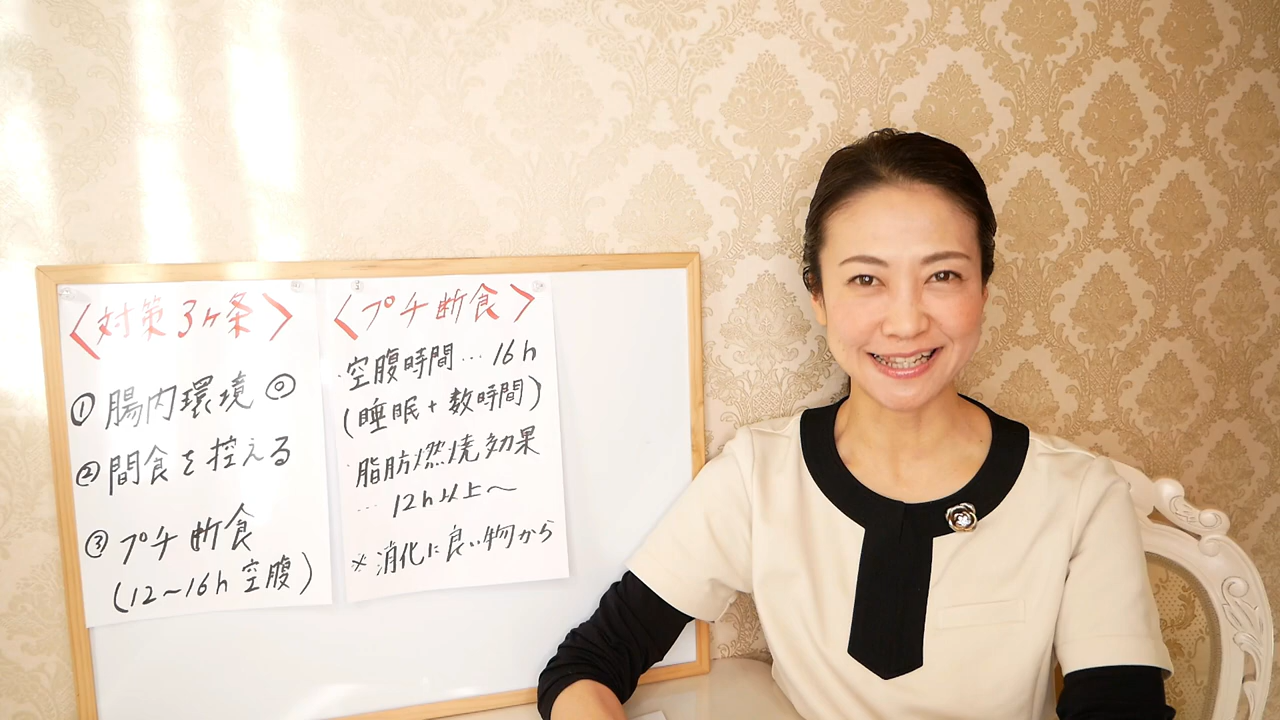 〈対策3ヶ条〉
①腸内環境◎
②間食を控える
③プチ断食
(12〜16h空腹)
〈プチ断食〉
・空腹時間…16h
(睡眠+数時間)
・脂肪燃焼効果
…12h以上〜
※消化に良い物から